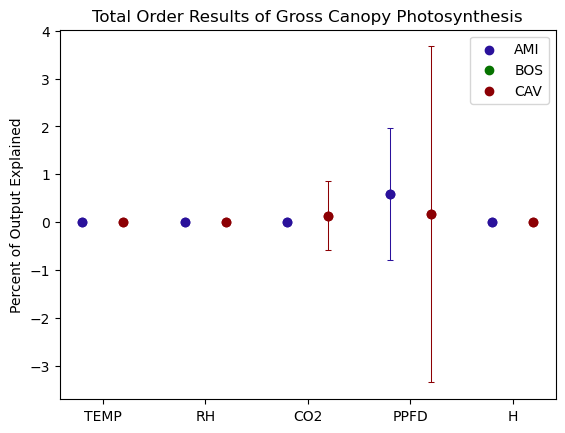 Total Order Results of Gross Canopy Photosynthesis
4
3
2
1
0
−1
−2
−3
Percent of Output Explained
AMI
BOS
CAV
TEMP RH CO2 PPFD H